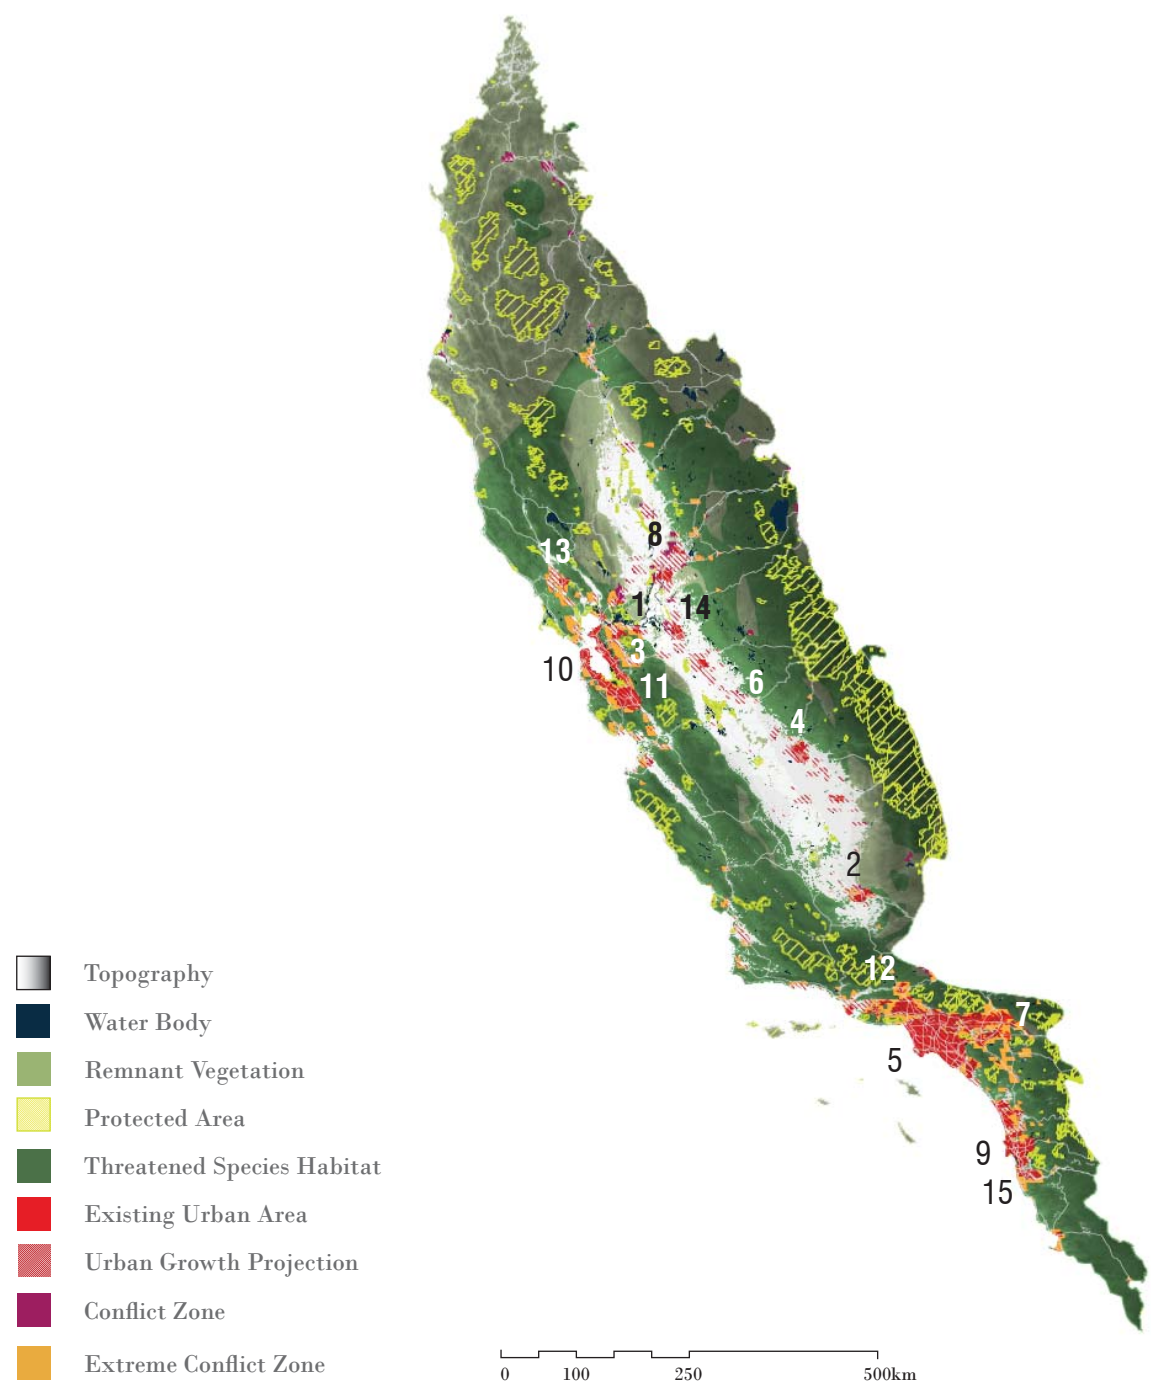 8
13
1
14
3
10
11
6
4
2
12
7
5
9
15
Topography
Water Body
Remnant Vegetation
Protected Area
Threatened Species Habitat
Existing Urban Area
Urban Growth Projection
Conflict Zone
Extreme Conflict Zone
0 100 250 500km